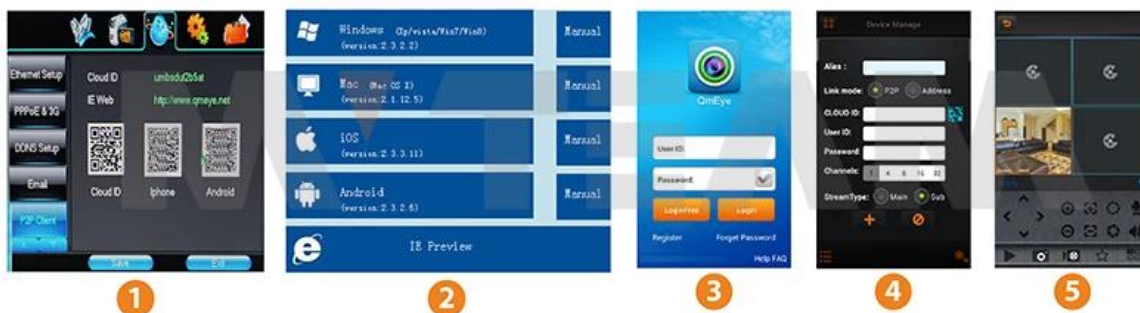 Ethernet Setup
PPPoE & 3G
DDNS Setup
Email
P2P Client
Cloud ID
umbsdut2b5at
IE Web
http://www.qmeye.net
Cloud ID
Iphone
Android
Save
Exit
1
Windows (Xp/vista/Win7/Win8)
(version:2.3.2.2)
Manual
Mac (Mac OS X)
(version:2.1.12.5)
Manual
iOS
(version:2.3.3.11)
Manual
Android
(version:2.3.2.6)
Manual
IE Preview
2
QmEye
User ID:
Password:
LoginFree
Login
Register
Forget Password
Help FAQ
3
Device Manage
Alias :
Link mode:
P2P
Address
CLOUD ID:
User ID:
Password:
Channels:
1 4 8 16 32
StreamType:
Main
Sub
4
5